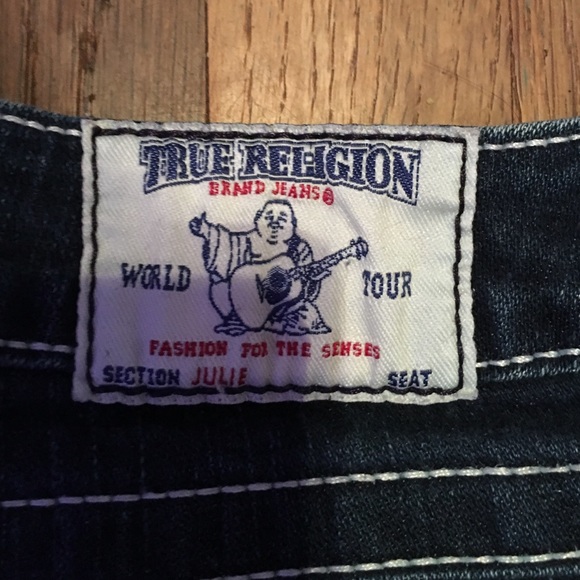 TRUE RELIGION
BRAND JEANS®
WORLD TOUR
FASHION FOR THE SENSES
SECTION JULIE SEAT